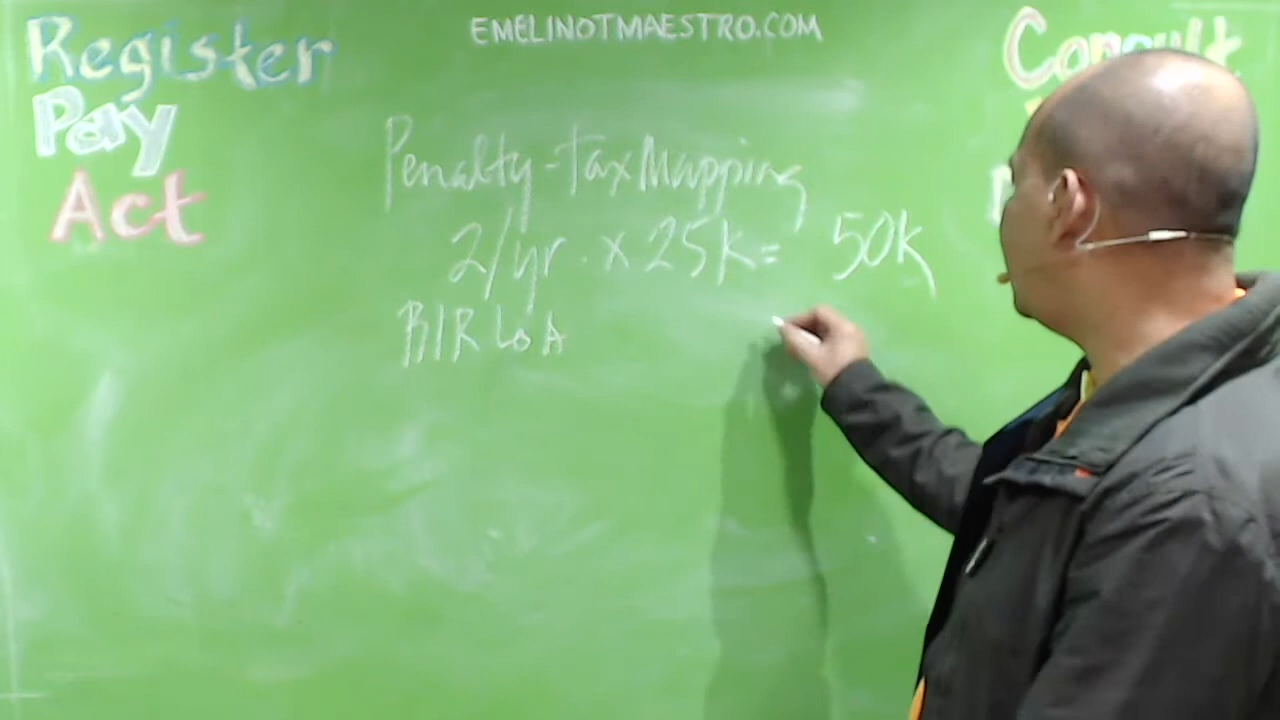 EMELINOTMAESTRO.COM
Register
Pay
Act
Consult
Penalty-tax Mapping
2/yr. x 25K = 50K
BIR LoA